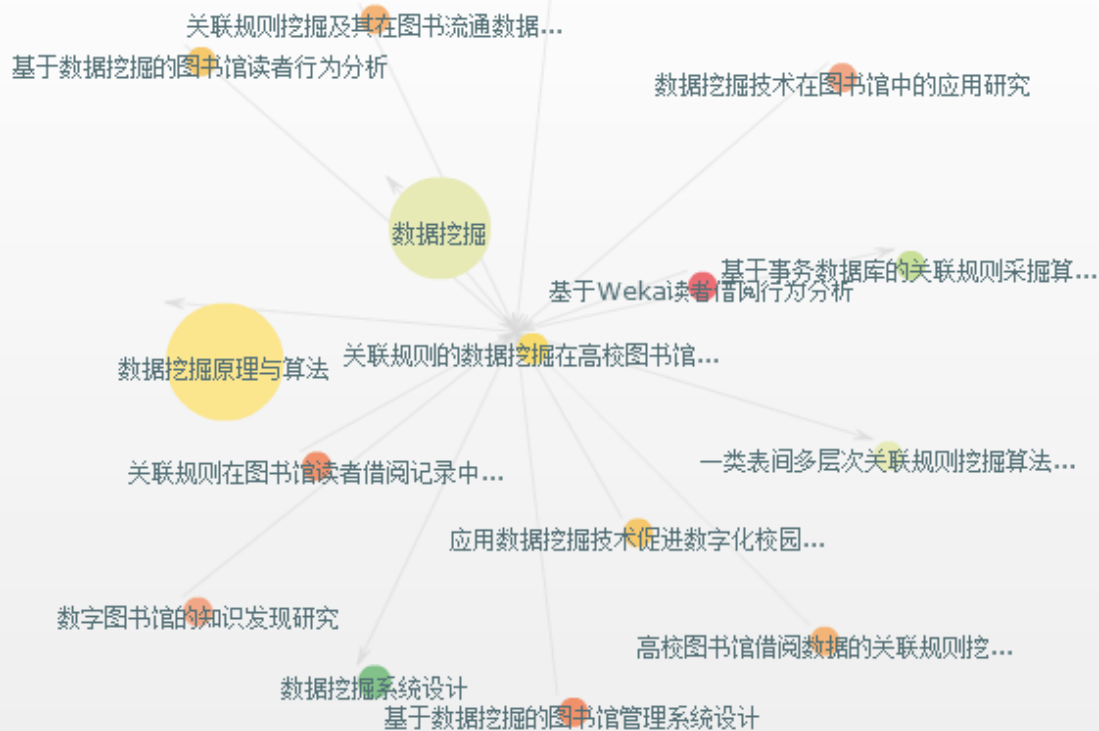 关联规则挖掘及其在图书流通数据...
基于数据挖掘的图书馆读者行为分析
数据挖掘技术在图书馆中的应用研究
数据挖掘
基于事务数据库的关联规则采掘算...
基于Weka读者借阅行为分析
关联规则的数据挖掘在高校图书馆...
数据挖掘原理与算法
一类表间多层次关联规则挖掘算法...
关联规则在图书馆读者借阅记录中...
应用数据挖掘技术促进数字化校园...
数字图书馆的知识发现研究
高校图书馆借阅数据的关联规则挖...
数据挖掘系统设计
基于数据挖掘的图书馆管理系统设计